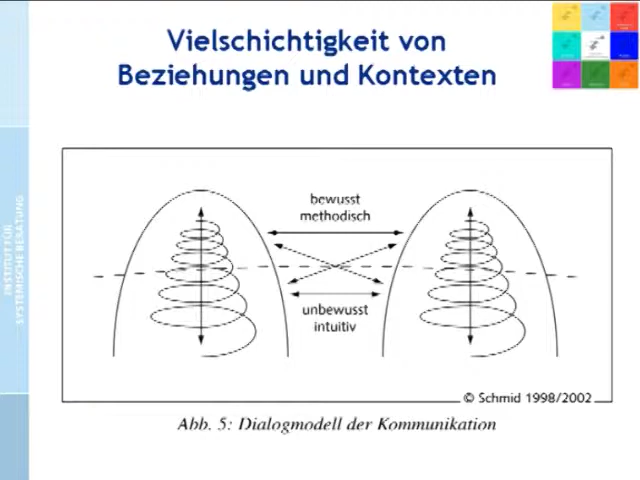 Vielschichtigkeit von
Beziehungen und Kontexten
INSTITUT FÜR
SYSTEMISCHE BERATUNG
bewusst
methodisch
unbewusst
intuitiv
© Schmid 1998/2002
Abb. 5: Dialogmodell der Kommunikation